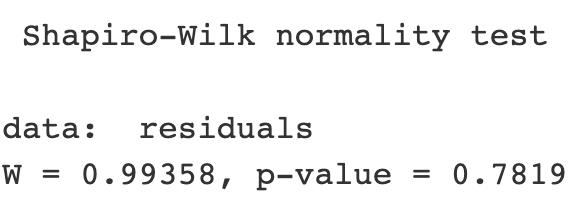 Shapiro-Wilk normality test
data:  residuals
W = 0.99358, p-value = 0.7819